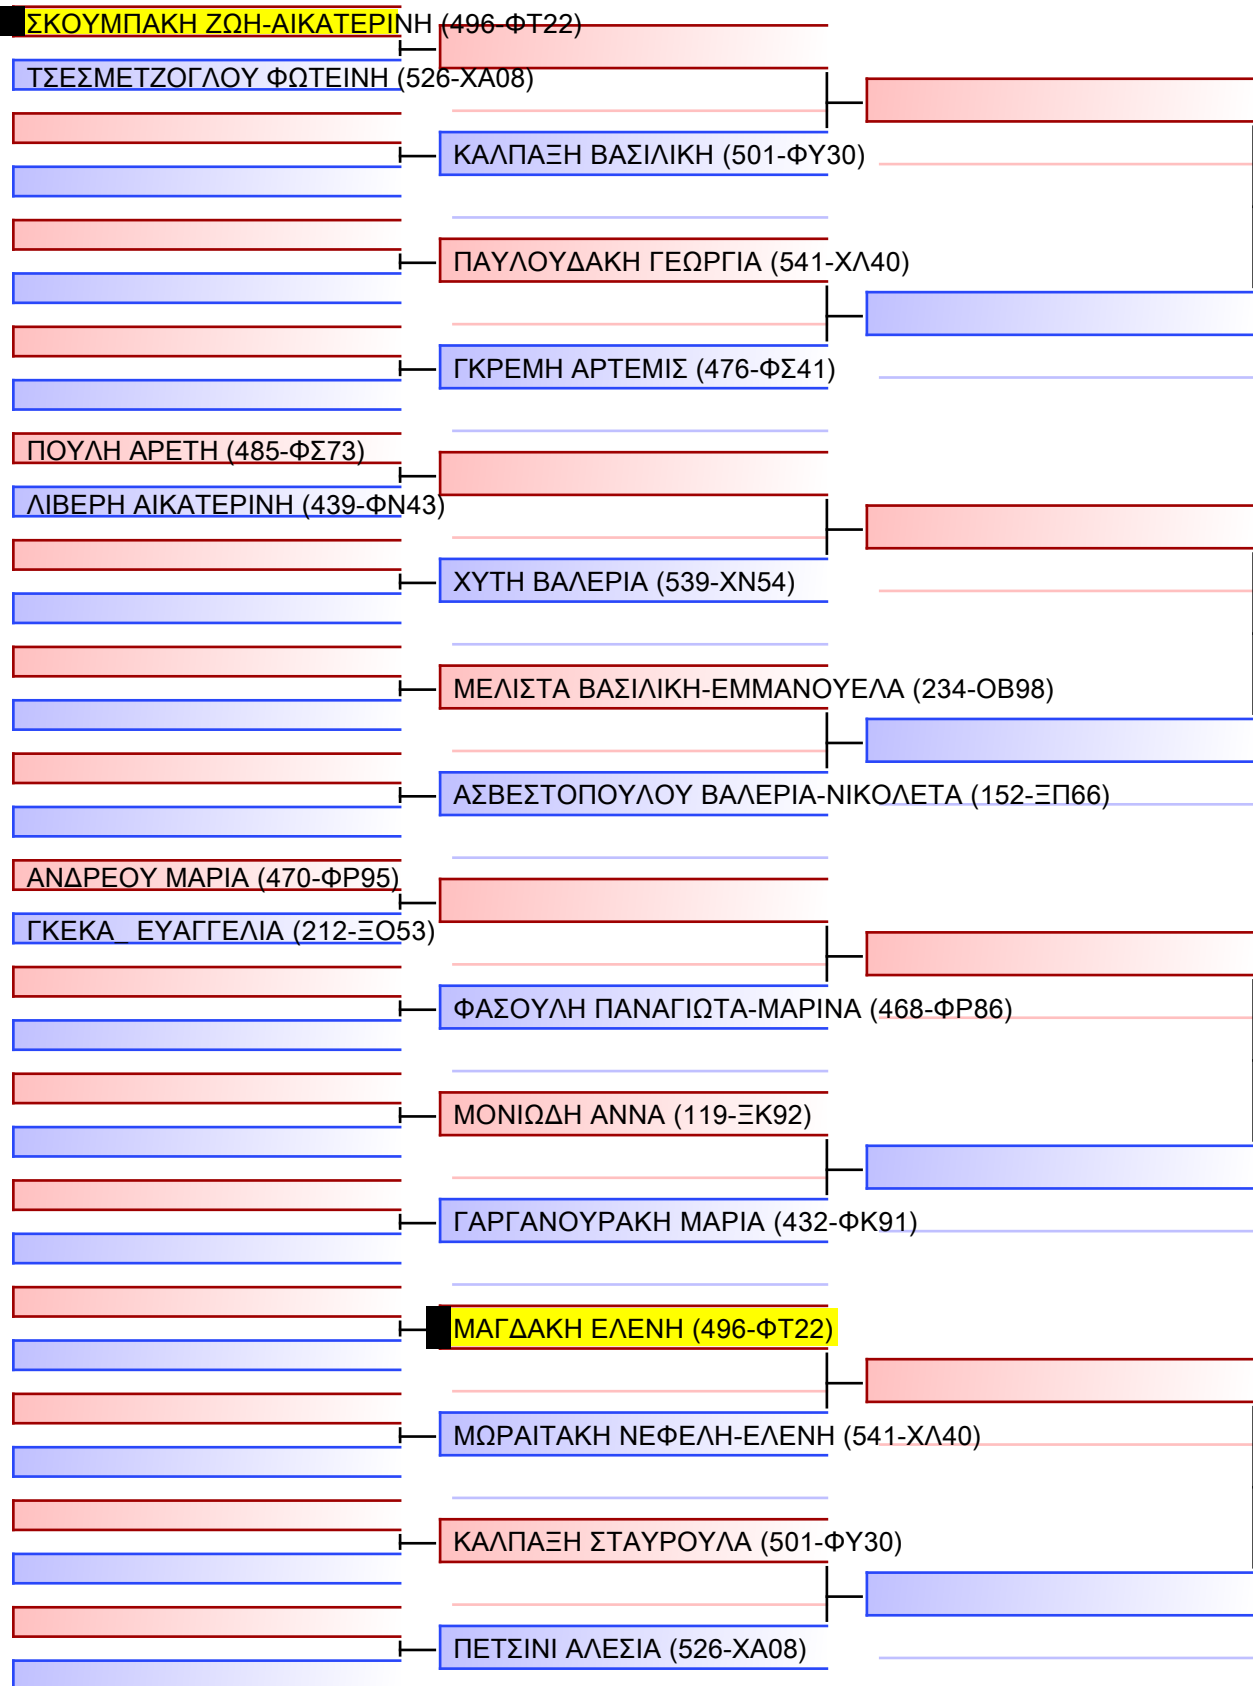 ΣΚΟΥΜΠΑΚΗ ΖΩΗ-ΑΙΚΑΤΕΡΙΝΗ (496-ΦΤ22)
ΤΣΕΣΜΕΤΖΟΓΛΟΥ ΦΩΤΕΙΝΗ (526-ΧΑ08)
ΚΑΛΠΑΞΗ ΒΑΣΙΛΙΚΗ (501-ΦΥ30)
ΠΑΥΛΟΥΔΑΚΗ ΓΕΩΡΓΙΑ (541-ΧΛ40)
ΓΚΡΕΜΗ ΑΡΤΕΜΙΣ (476-ΦΣ41)
ΠΟΥΛΗ ΑΡΕΤΗ (485-ΦΣ73)
ΛΙΒΕΡΗ ΑΙΚΑΤΕΡΙΝΗ (439-ΦΝ43)
ΧΥΤΗ ΒΑΛΕΡΙΑ (539-ΧΝ54)
ΜΕΛΙΣΤΑ ΒΑΣΙΛΙΚΗ-ΕΜΜΑΝΟΥΕΛΑ (234-ΟΒ98)
ΑΣΒΕΣΤΟΠΟΥΛΟΥ ΒΑΛΕΡΙΑ-ΝΙΚΟΛΕΤΑ (152-ΞΠ66)
ΑΝΔΡΕΟΥ ΜΑΡΙΑ (470-ΦΡ95)
ΓΚΕΚΑ_ ΕΥΑΓΓΕΛΙΑ (212-ΞΟ53)
ΦΑΣΟΥΛΗ ΠΑΝΑΓΙΩΤΑ-ΜΑΡΙΝΑ (468-ΦΡ86)
ΜΟΝΙΩΔΗ ΑΝΝΑ (119-ΞΚ92)
ΓΑΡΓΑΝΟΥΡΑΚΗ ΜΑΡΙΑ (432-ΦΚ91)
ΜΑΓΔΑΚΗ ΕΛΕΝΗ (496-ΦΤ22)
ΜΩΡΑΙΤΑΚΗ ΝΕΦΕΛΗ-ΕΛΕΝΗ (541-ΧΛ40)
ΚΑΛΠΑΞΗ ΣΤΑΥΡΟΥΛΑ (501-ΦΥ30)
ΠΕΤΣΙΝΙ ΑΛΕΣΙΑ (526-ΧΑ08)